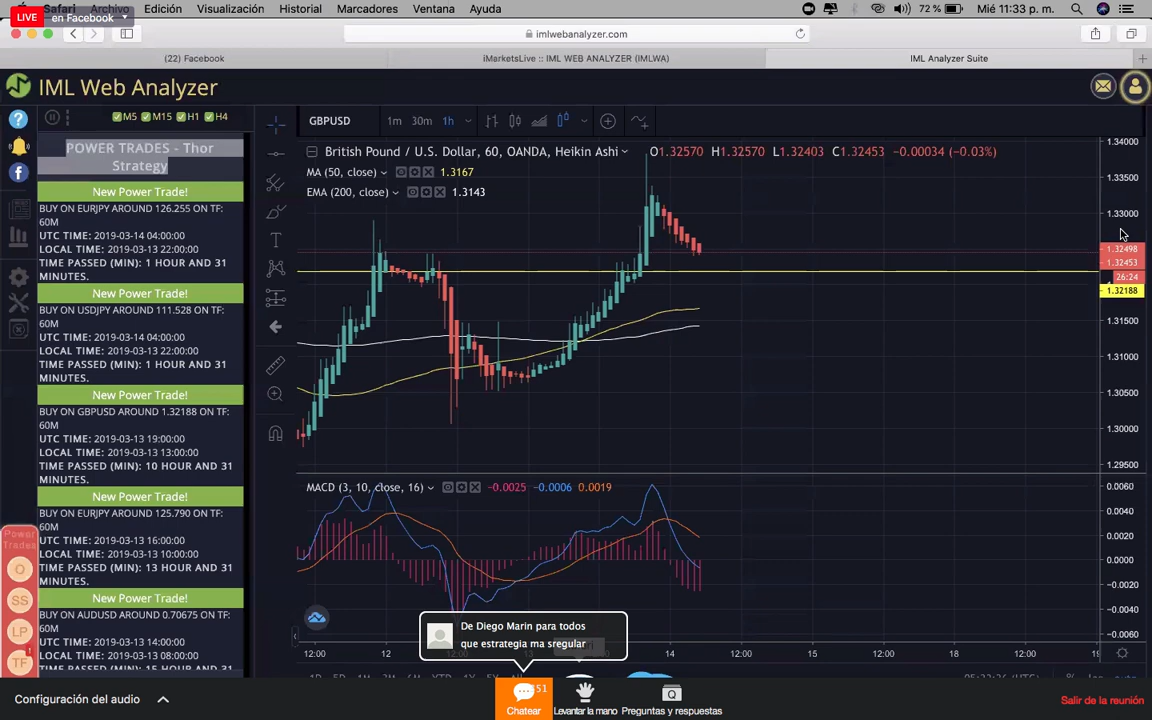 LIVE
en Facebook
Safari Archivo Edición Visualización Historial Marcadores Ventana Ayuda
72 % Mié 11:33 p. m.
imlwebanalyzer.com
(22) Facebook
iMarketsLive :: IML WEB ANALYZER (IMLWA)
IML Analyzer Suite
IML Web Analyzer
M5 M15 H1 H4
POWER TRADES - Thor
Strategy
New Power Trade!
BUY ON EURJPY AROUND 126.255 ON TF:
60M
UTC TIME: 2019-03-14 04:00:00
LOCAL TIME: 2019-03-13 22:00:00
TIME PASSED (MIN): 1 HOUR AND 31
MINUTES.
New Power Trade!
BUY ON USDJPY AROUND 111.528 ON TF:
60M
UTC TIME: 2019-03-14 04:00:00
LOCAL TIME: 2019-03-13 22:00:00
TIME PASSED (MIN): 1 HOUR AND 31
MINUTES.
New Power Trade!
BUY ON GBPUSD AROUND 1.32188 ON TF:
60M
UTC TIME: 2019-03-13 19:00:00
LOCAL TIME: 2019-03-13 13:00:00
TIME PASSED (MIN): 10 HOUR AND 31
MINUTES.
New Power Trade!
BUY ON EURJPY AROUND 125.790 ON TF:
60M
UTC TIME: 2019-03-13 16:00:00
LOCAL TIME: 2019-03-13 10:00:00
TIME PASSED (MIN): 13 HOUR AND 31
MINUTES.
New Power Trade!
BUY ON AUDUSD AROUND 0.70675 ON TF:
60M
UTC TIME: 2019-03-13 14:00:00
LOCAL TIME: 2019-03-13 08:00:00
TIME PASSED (MIN): 15 HOUR AND 31
Power
Trades
O
SS
LP
TF
GBPUSD 1m 30m 1h
British Pound / U.S. Dollar, 60, OANDA, Heikin Ashi O1.32570 H1.32570 L1.32403 C1.32453 −0.00034 (−0.03%)
MA (50, close) 1.3167
EMA (200, close) 1.3143
1.34000
1.33500
1.33000
1.32498
1.32453
26:24
1.32188
1.31500
1.31000
1.30500
1.30000
1.29500
MACD (3, 10, close, 16) −0.0025 −0.0006 0.0019
0.0060
0.0040
0.0020
0.0000
−0.0020
−0.0040
−0.0060
12:00 12 12:00 13 14 12:00 15 12:00 18 12:00 19
De Diego Marin para todos
que estrategia ma sregular
Configuración del audio
51
Chatear
Levantar la mano
Preguntas y respuestas
Salir de la reunión